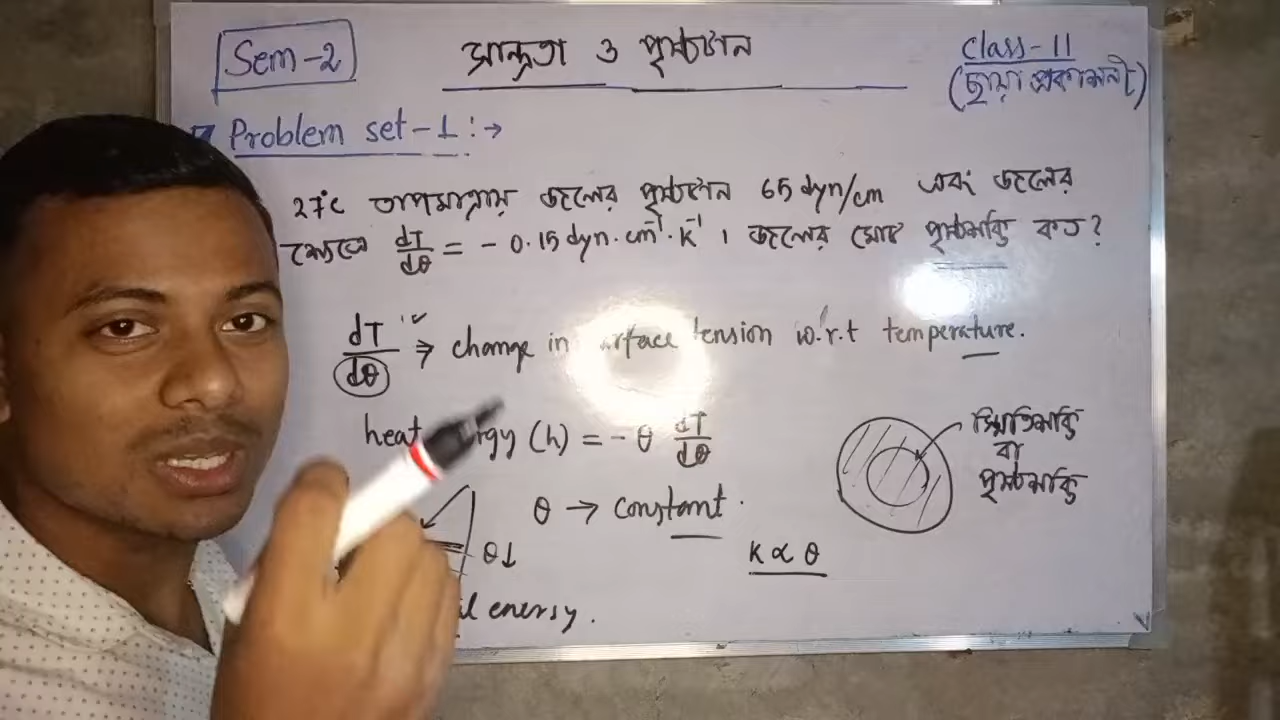 Sem-2
সান্দ্রতা ও পৃষ্ঠটান
Class-11
(ছায়া প্রকাশনী)
Problem set-1:→
27°c তাপমাত্রায় জলের পৃষ্ঠটান 65 dyn/cm এবং জলের
ক্ষেত্রে dT/dθ = - 0.15 dyn. cm⁻¹. K⁻¹ । জলের মোট পৃষ্ঠশক্তি কত?
dT/dθ ⇒ change in surface tension w.r.t temperature.
heat (h) = - θ dT/dθ
স্থিতিশক্তি
বা
পৃষ্ঠশক্তি
θ → constant.
θ↓
K ∝ θ
energy.